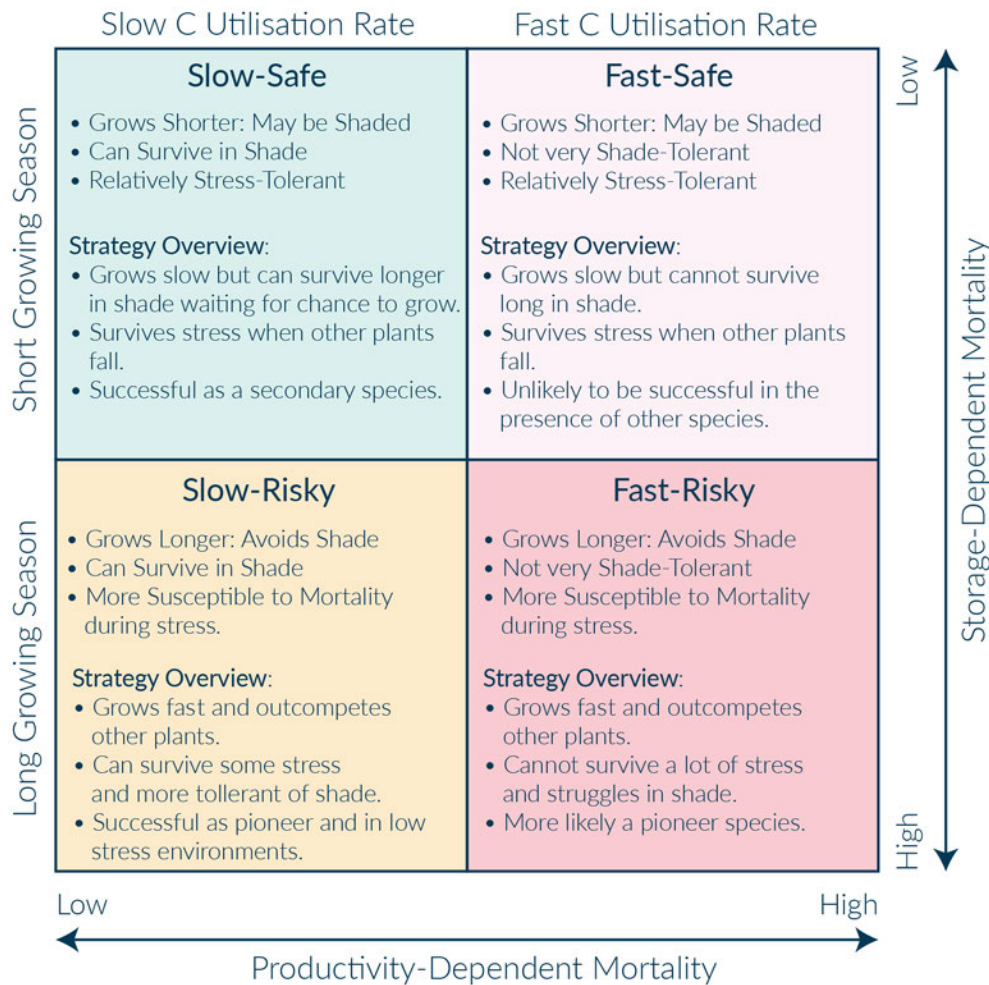 Slow C Utilisation Rate
Fast C Utilisation Rate
Short Growing Season
Slow-Safe
• Grows Shorter: May be Shaded
• Can Survive in Shade
• Relatively Stress-Tolerant
Strategy Overview:
• Grows slow but can survive longer
in shade waiting for chance to grow.
• Survives stress when other plants
fall.
• Successful as a secondary species.
Fast-Safe
• Grows Shorter: May be Shaded
• Not very Shade-Tolerant
• Relatively Stress-Tolerant
Strategy Overview:
• Grows slow but cannot survive
long in shade.
• Survives stress when other plants
fall.
• Unlikely to be successful in the
presence of other species.
Long Growing Season
Slow-Risky
• Grows Longer: Avoids Shade
• Can Survive in Shade
• More Susceptible to Mortality
during stress.
Strategy Overview:
• Grows fast and outcompetes
other plants.
• Can survive some stress
and more tollerant of shade.
• Successful as pioneer and in low
stress environments.
Fast-Risky
• Grows Longer: Avoids Shade
• Not very Shade-Tolerant
• More Susceptible to Mortality
during stress.
Strategy Overview:
• Grows fast and outcompetes
other plants.
• Cannot survive a lot of stress
and struggles in shade.
• More likely a pioneer species.
Low
Storage-Dependent Mortality
High
Low
High
Productivity-Dependent Mortality